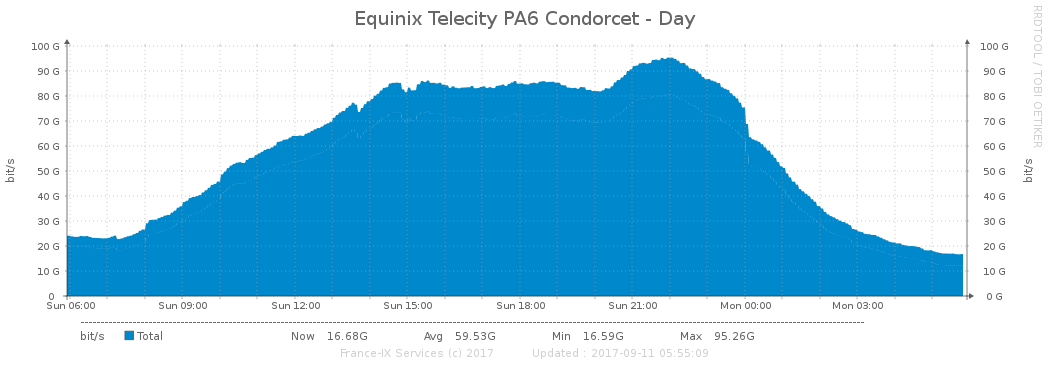 Equinix Telecity PA6 Condorcet - Day
RRDTOOL / TOBI OETIKER
100 G 100 G
90 G 90 G
80 G 80 G
70 G 70 G
60 G 60 G
50 G 50 G
40 G 40 G
30 G 30 G
20 G 20 G
10 G 10 G
0 0 G
bit/s bit/s
Sun 06:00 Sun 09:00 Sun 12:00 Sun 15:00 Sun 18:00 Sun 21:00 Mon 00:00 Mon 03:00
bit/s Total Now 16.68G Avg 59.53G Min 16.59G Max 95.26G
France-IX Services (c) 2017 Updated : 2017-09-11 05:55:09